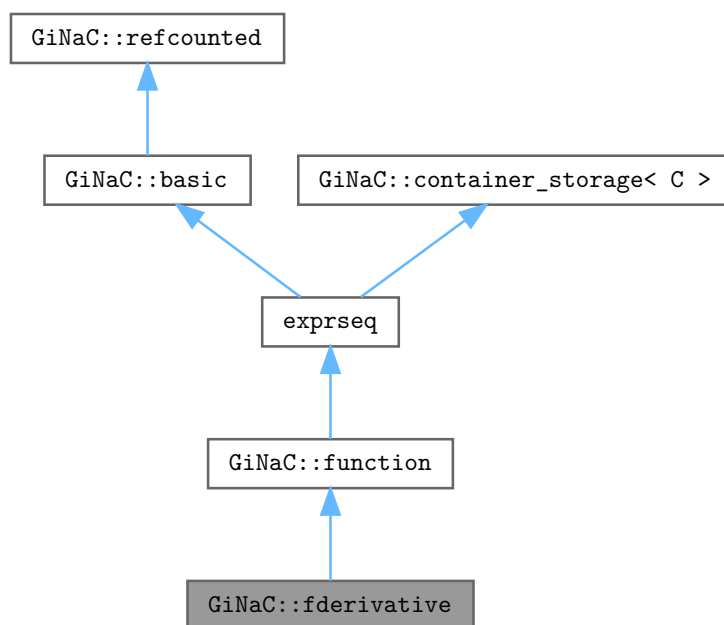 GiNaC::refcounted
GiNaC::basic
GiNaC::container_storage< C >
exprseq
GiNaC::function
GiNaC::fderivative